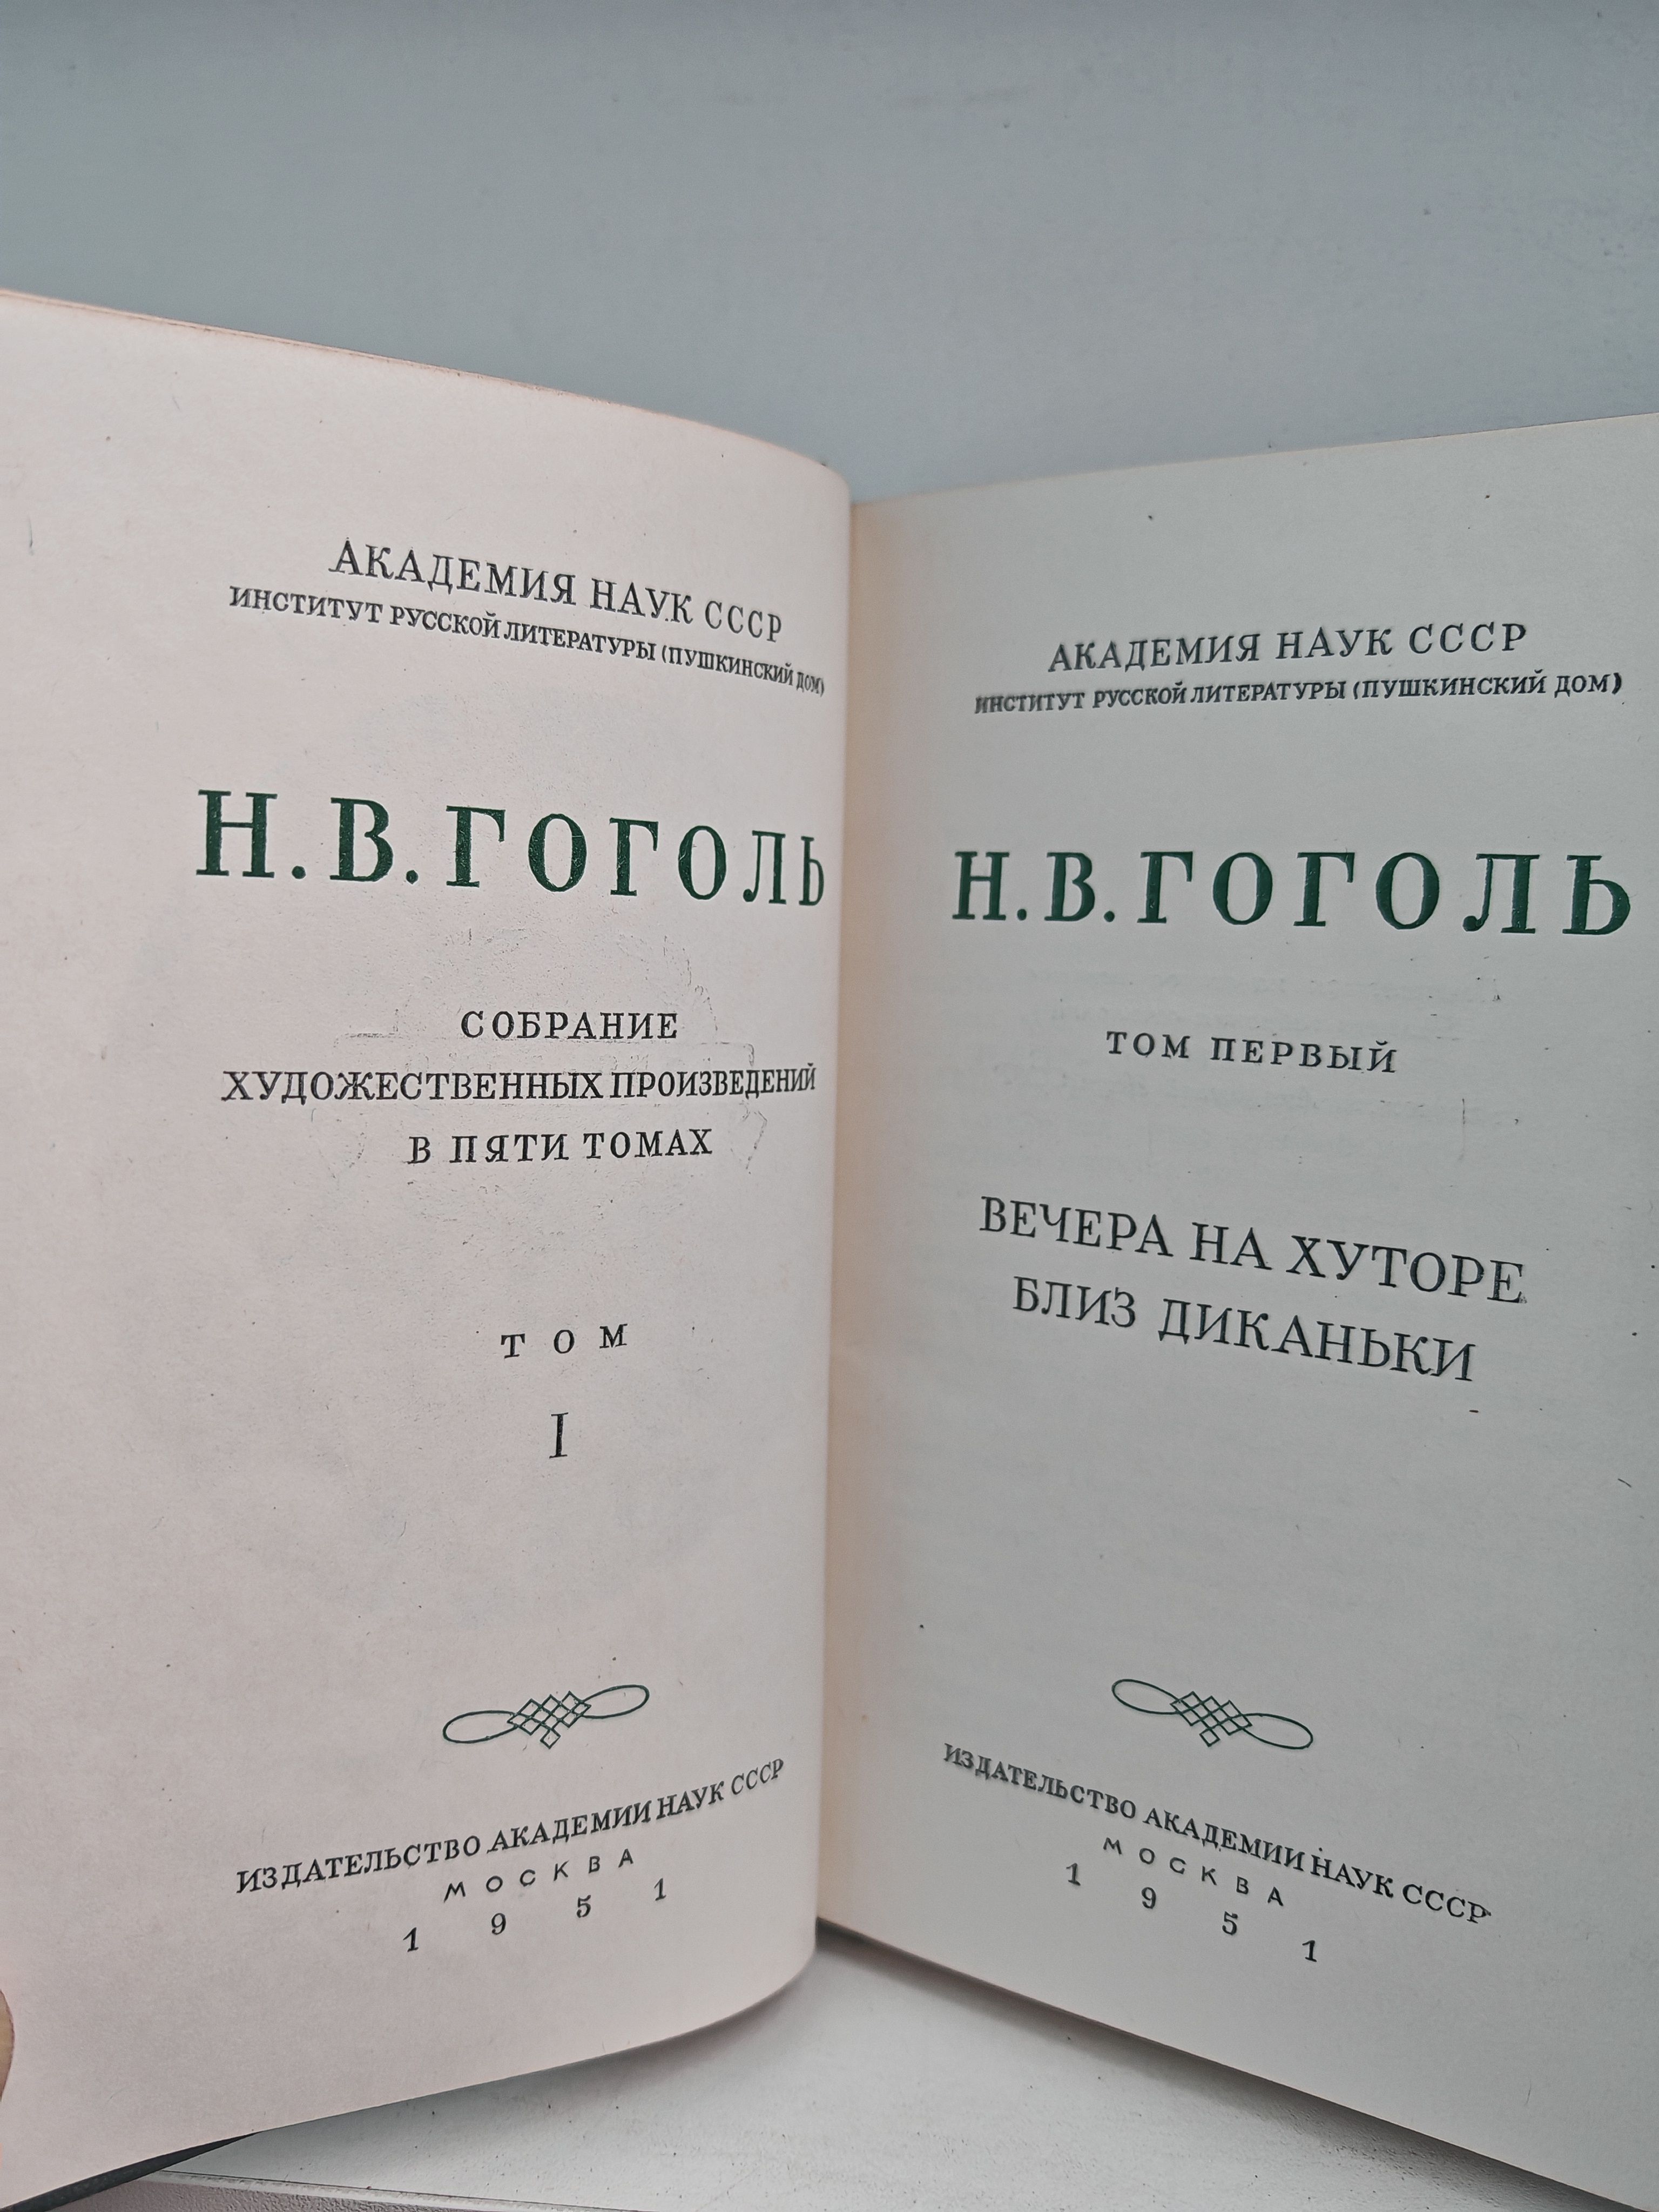 АКАДЕМИЯ НАУК СССР
ИНСТИТУТ РУССКОЙ ЛИТЕРАТУРЫ (ПУШКИНСКИЙ ДОМ)
Н. В. ГОГОЛЬ
СОБРАНИЕ
ХУДОЖЕСТВЕННЫХ ПРОИЗВЕДЕНИЙ
В ПЯТИ ТОМАХ
ТОМ
I
ИЗДАТЕЛЬСТВО АКАДЕМИИ НАУК СССР
МОСКВА
1951
АКАДЕМИЯ НАУК СССР
ИНСТИТУТ РУССКОЙ ЛИТЕРАТУРЫ (ПУШКИНСКИЙ ДОМ)
Н. В. ГОГОЛЬ
ТОМ ПЕРВЫЙ
ВЕЧЕРА НА ХУТОРЕ
БЛИЗ ДИКАНЬКИ
ИЗДАТЕЛЬСТВО АКАДЕМИИ НАУК СССР
МОСКВА
1951